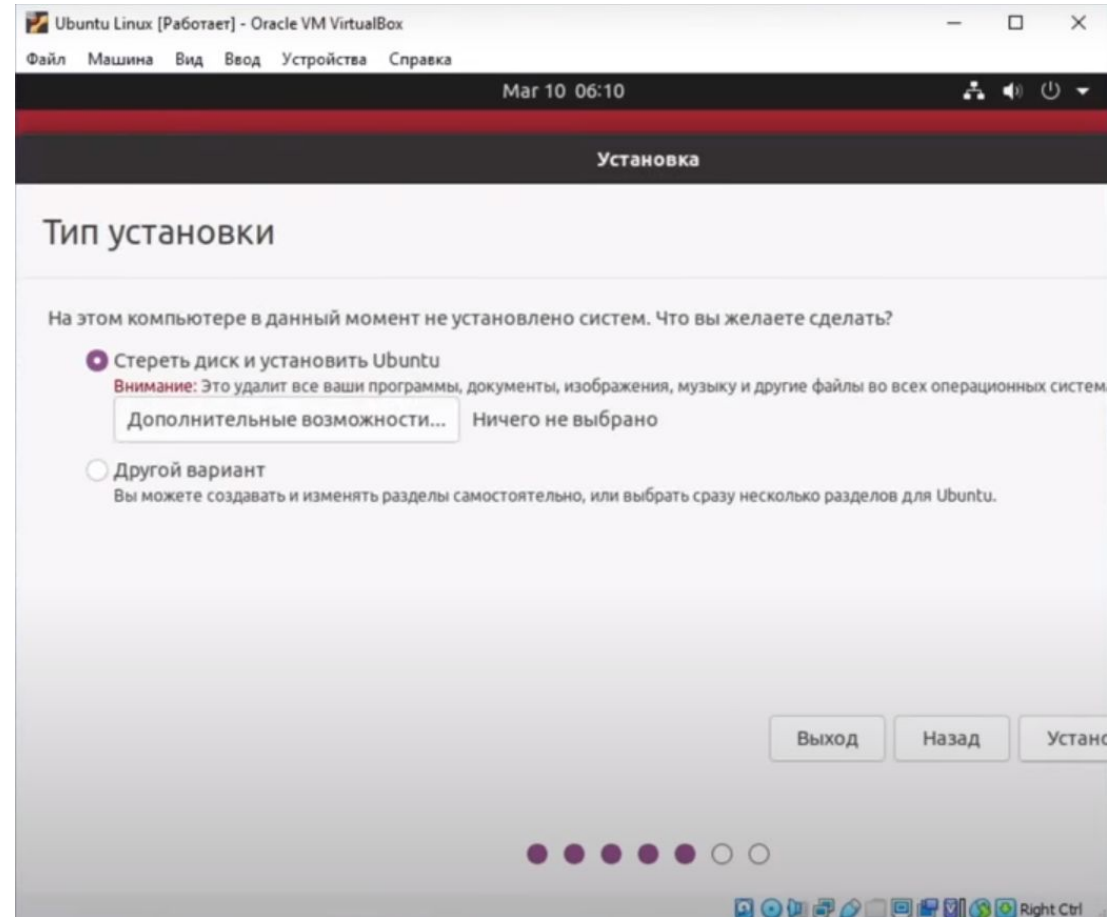 Ubuntu Linux [Работает] - Oracle VM VirtualBox
Файл Машина Вид Ввод Устройства Справка
Mar 10 06:10
Установка
Тип установки
На этом компьютере в данный момент не установлено систем. Что вы желаете сделать?
Стереть диск и установить Ubuntu
Внимание: Это удалит все ваши программы, документы, изображения, музыку и другие файлы во всех операционных систем
Дополнительные возможности... Ничего не выбрано
Другой вариант
Вы можете создавать и изменять разделы самостоятельно, или выбрать сразу несколько разделов для Ubuntu.
Выход Назад Устано
Right Ctrl